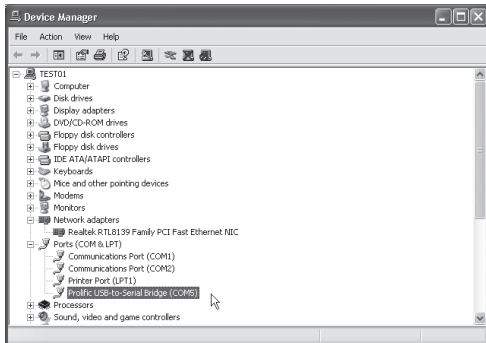 Device Manager
File Action View Help
TEST01
Computer
Disk drives
Display adapters
DVD/CD-ROM drives
Floppy disk controllers
Floppy disk drives
IDE ATA/ATAPI controllers
Keyboards
Mice and other pointing devices
Modems
Monitors
Network adapters
Realtek RTL8139 Family PCI Fast Ethernet NIC
Ports (COM & LPT)
Communications Port (COM1)
Communications Port (COM2)
Printer Port (LPT1)
Prolific USB-to-Serial Bridge (COM5)
Processors
Sound, video and game controllers